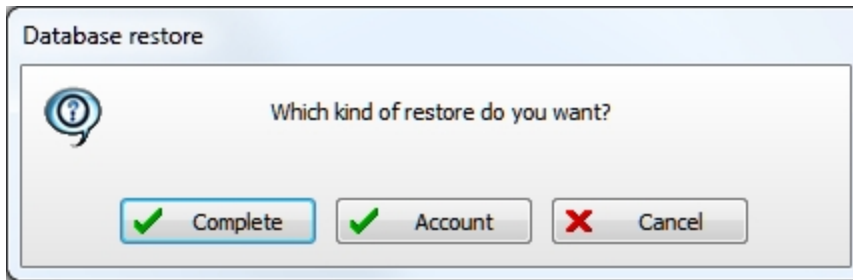 Database restore
Which kind of restore do you want?
Complete Account Cancel